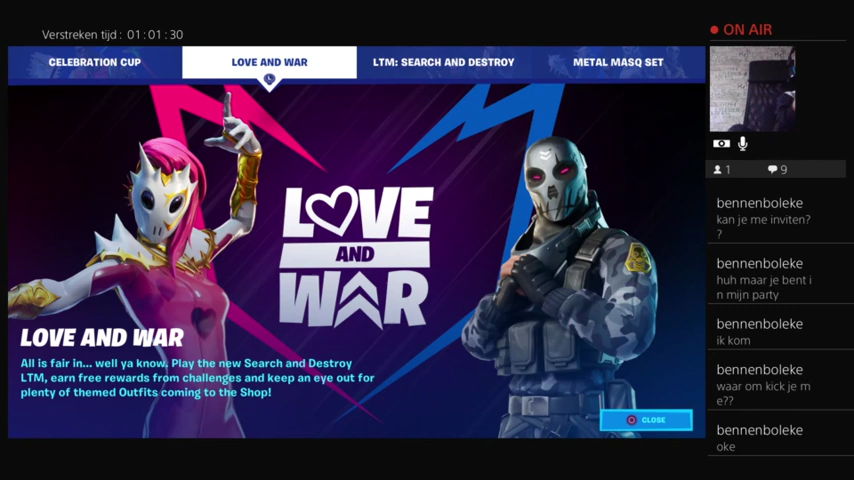 Verstreken tijd : 01:01:30
ON AIR
CELEBRATION CUP
LOVE AND WAR
LTM: SEARCH AND DESTROY
METAL MASQ SET
LOVE
AND
WAR
LOVE AND WAR
All is fair in... well ya know. Play the new Search and Destroy
LTM, earn free rewards from challenges and keep an eye out for
plenty of themed Outfits coming to the Shop!
CLOSE
1
9
bennenboleke
kan je me inviten?
?
bennenboleke
huh maar je bent i
n mijn party
bennenboleke
ik kom
bennenboleke
waar om kick je m
e??
bennenboleke
oke